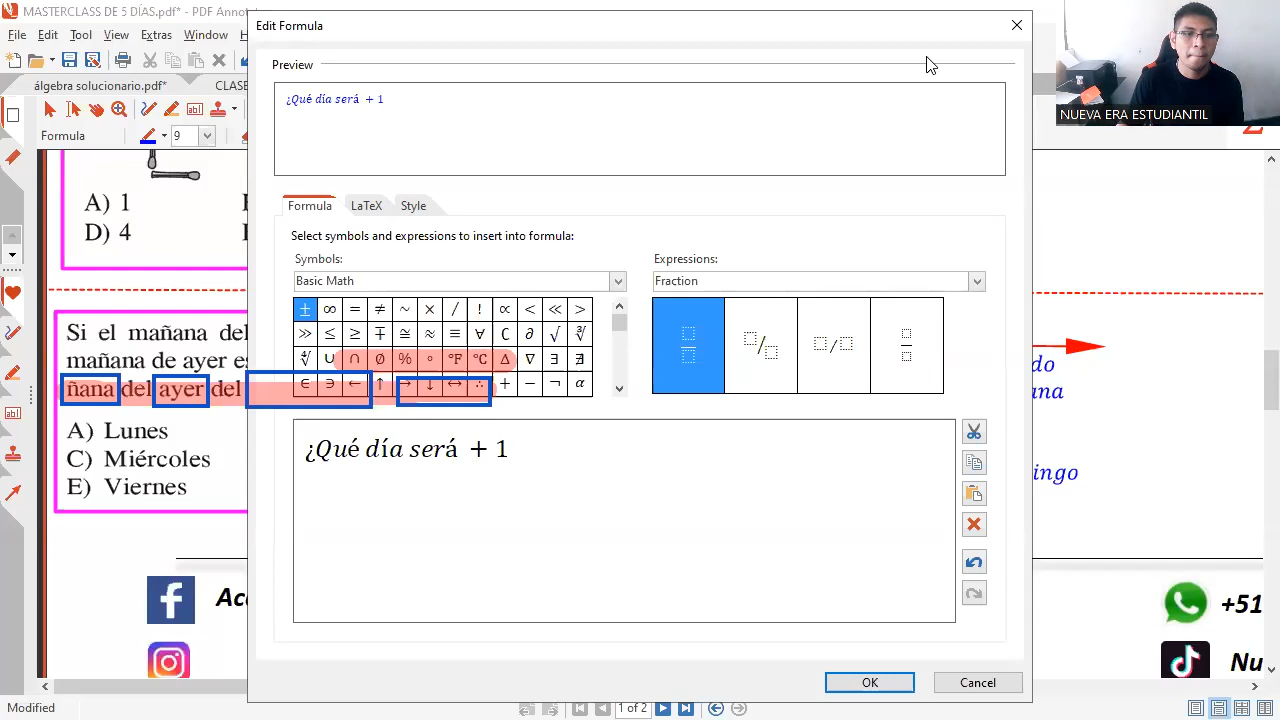 MASTERCLASS DE 5 DÍAS.pdf* - PDF Annot
File Edit Tool View Extras Window
álgebra solucionario.pdf*
CLASE
Formula
9
A) 1
D) 4
Si el mañana del
mañana de ayer es
ñana del ayer del
A) Lunes
C) Miércoles
E) Viernes
Edit Formula
Preview
¿Qué día será + 1
Formula LaTeX Style
Select symbols and expressions to insert into formula:
Symbols: Expressions:
Basic Math Fraction
± ∞ = ≠ ~ × / ! ∝ < ≪ >
≫ ≤ ≥ ∓ ≅ ≈ ≡ ∀ ∁ ∂ √ ∛
∜ ∪ ∩ ∅ % ° °F °C ∆ ∇ ∃ ∄
∈ ∋ ← ↑ → ↓ ↔ ∴ + − ¬ α
¿Qué día será + 1
OK Cancel
NUEVA ERA ESTUDIANTIL
do
ana
ingo
+51
Nu
Modified
1 of 2